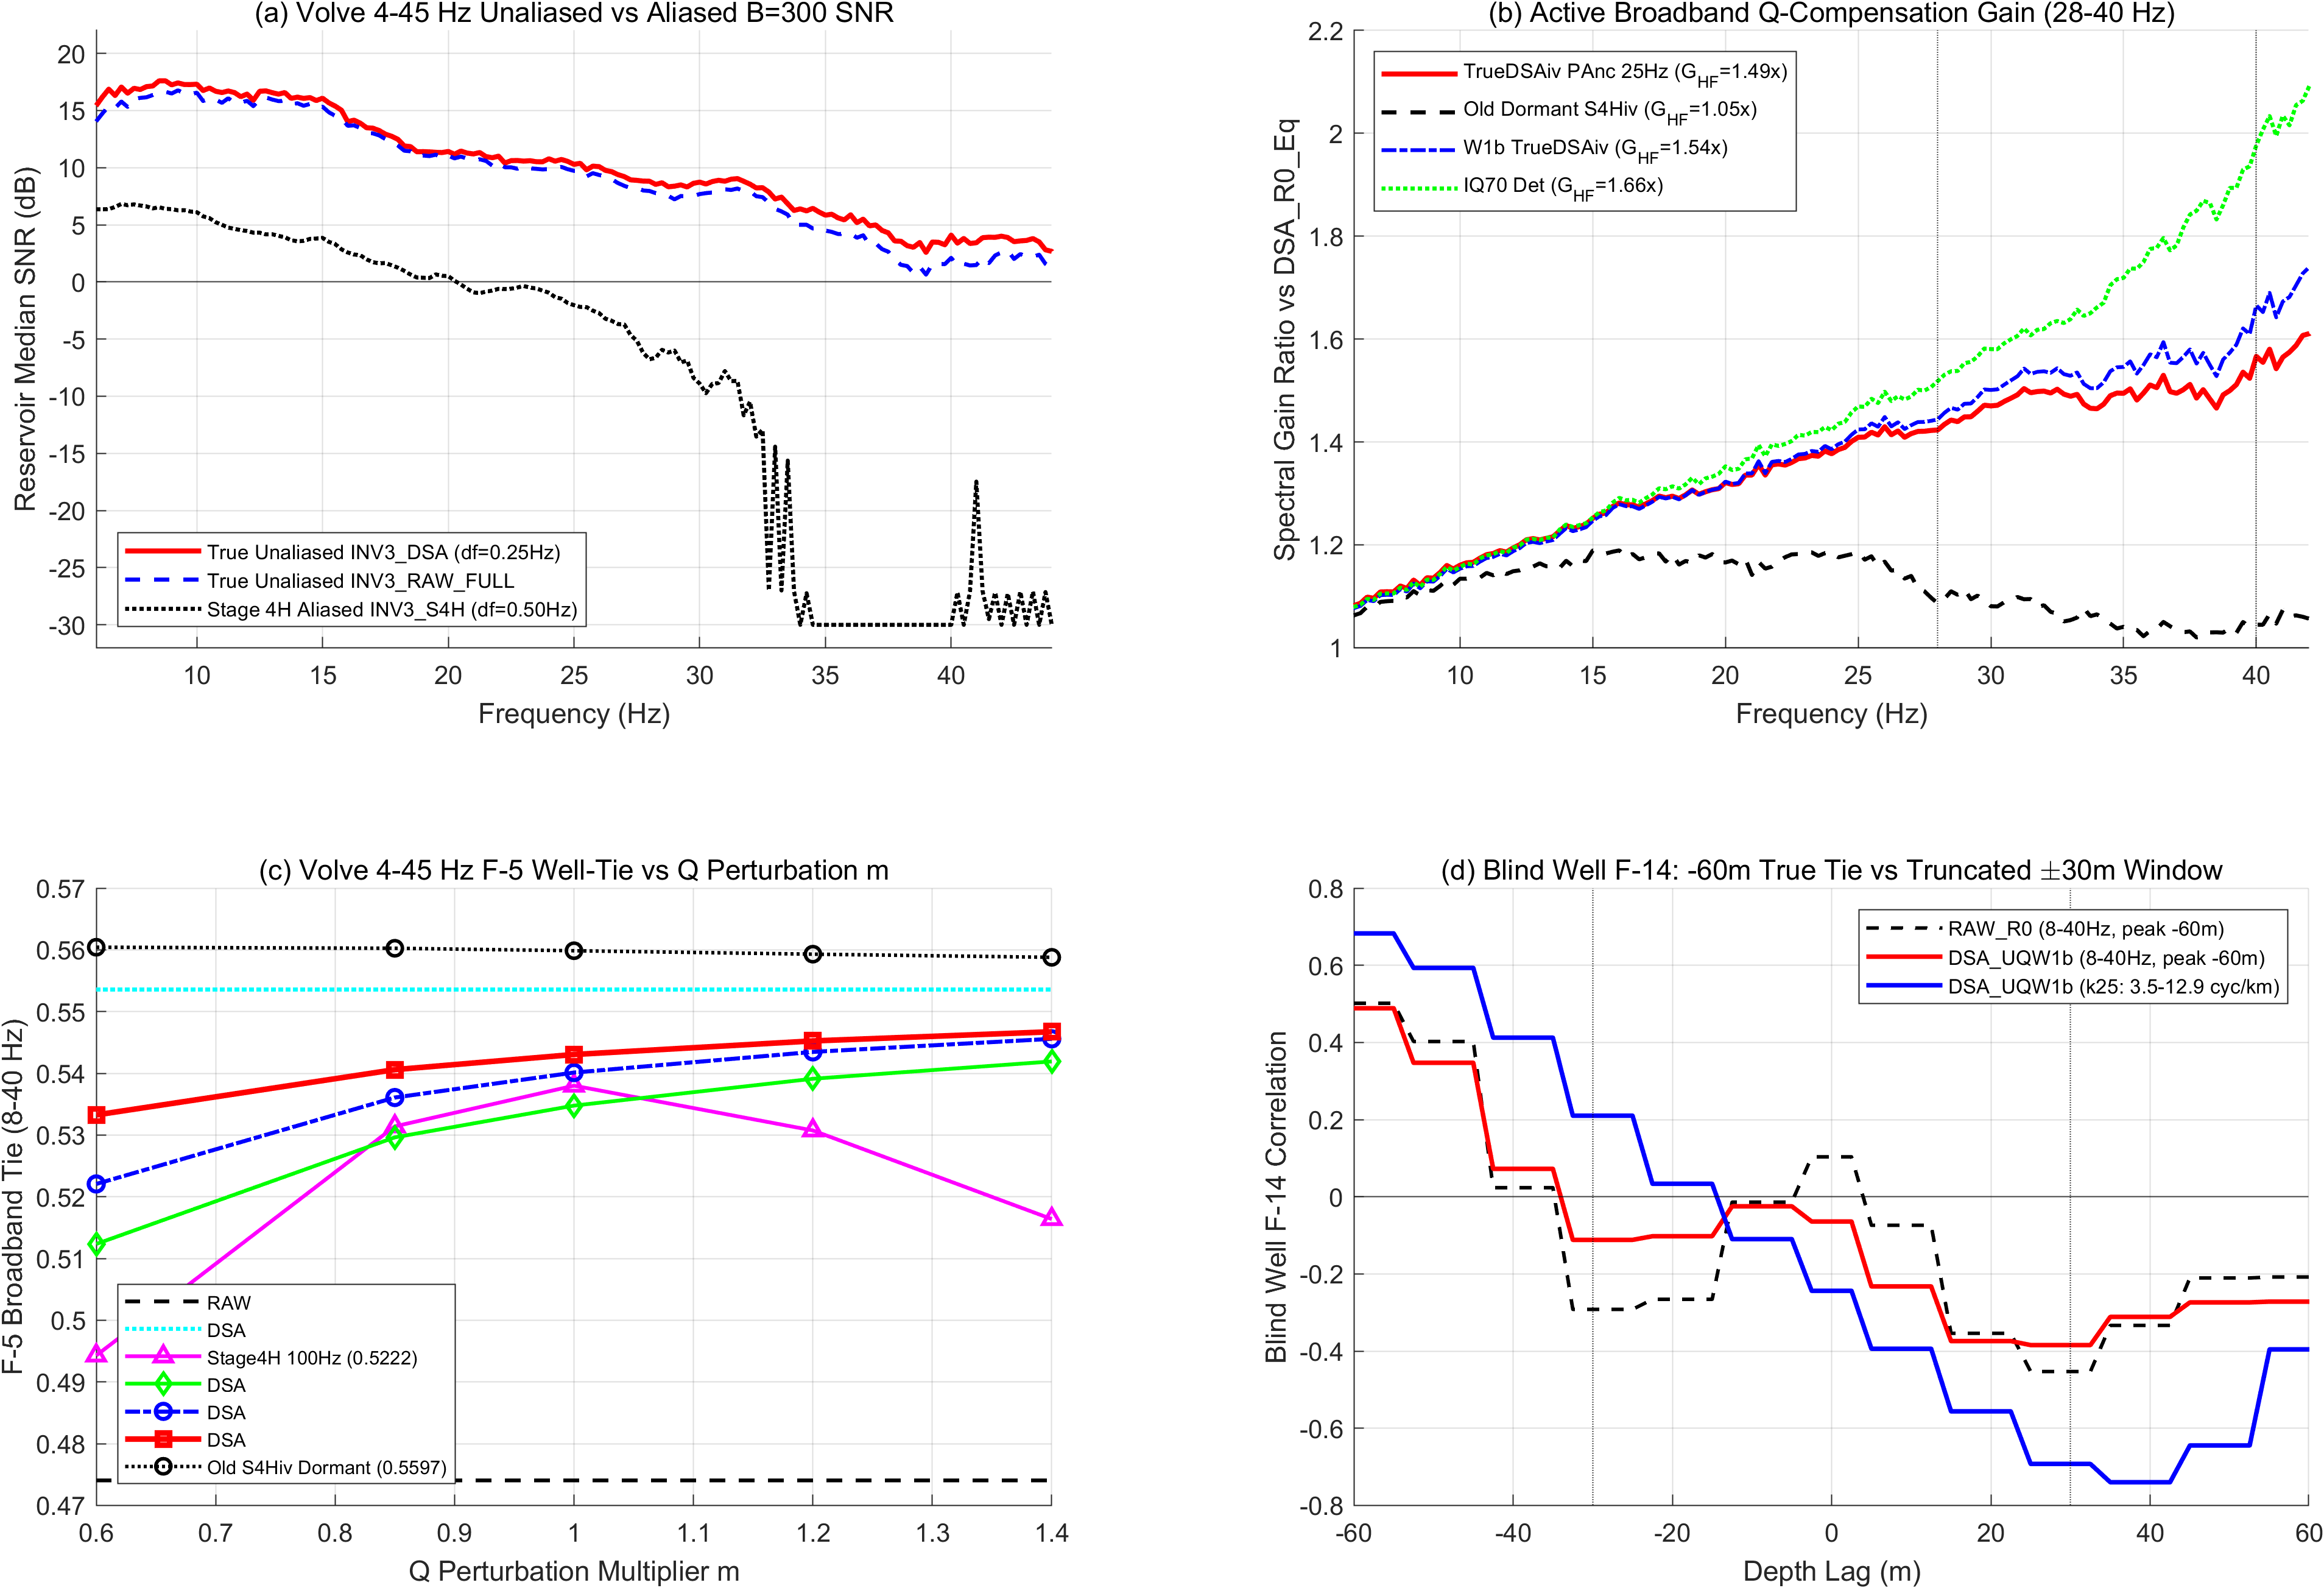 (a) Volve 4-45 Hz Unaliased vs Aliased B=300 SNR
Reservoir Median SNR (dB)
20
15
10
5
0
-5
-10
-15
-20
-25
-30
True Unaliased INV3_DSA (df=0.25Hz)
True Unaliased INV3_RAW_FULL
Stage 4H Aliased INV3_S4H (df=0.50Hz)
10 15 20 25 30 35 40
Frequency (Hz)
(b) Active Broadband Q-Compensation Gain (28-40 Hz)
Spectral Gain Ratio vs DSA_R0_Eq
2.2
2
1.8
1.6
1.4
1.2
1
TrueDSAiv PAnc 25Hz (GHF=1.49x)
Old Dormant S4Hiv (GHF=1.05x)
W1b TrueDSAiv (GHF=1.54x)
IQ70 Det (GHF=1.66x)
10 15 20 25 30 35 40
Frequency (Hz)
(c) Volve 4-45 Hz F-5 Well-Tie vs Q Perturbation m
F-5 Broadband Tie (8-40 Hz)
0.57
0.56
0.55
0.54
0.53
0.52
0.51
0.5
0.49
0.48
0.47
RAW
DSA
Stage4H 100Hz (0.5222)
DSA
DSA
DSA
Old S4Hiv Dormant (0.5597)
0.6 0.7 0.8 0.9 1 1.1 1.2 1.3 1.4
Q Perturbation Multiplier m
(d) Blind Well F-14: -60m True Tie vs Truncated ±30m Window
Blind Well F-14 Correlation
0.8
0.6
0.4
0.2
0
-0.2
-0.4
-0.6
-0.8
RAW_R0 (8-40Hz, peak -60m)
DSA_UQW1b (8-40Hz, peak -60m)
DSA_UQW1b (k25: 3.5-12.9 cyc/km)
-60 -40 -20 0 20 40 60
Depth Lag (m)